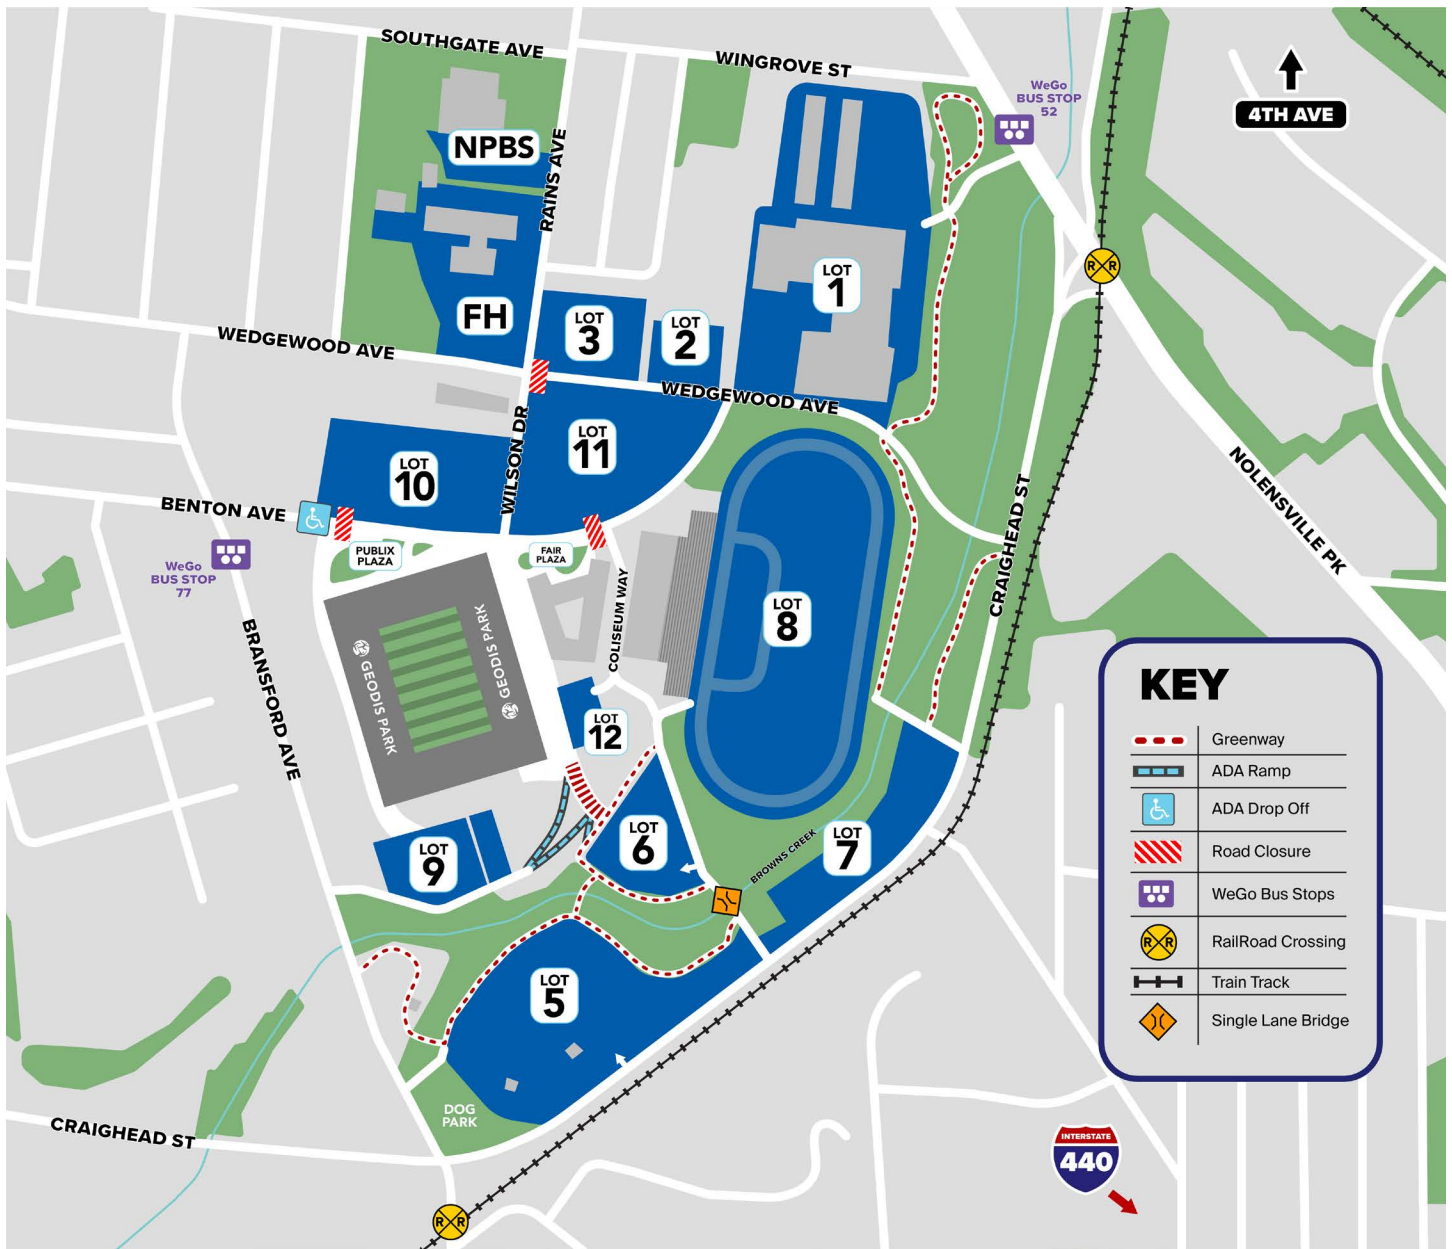 SOUTHGATE AVE
WINGROVE ST
WeGo
BUS STOP
52
4TH AVE
NPBS
RAINS AVE
R R
LOT
1
FH
LOT
3
LOT
2
WEDGEWOOD AVE
WEDGEWOOD AVE
WILSON DR
LOT
11
LOT
10
NOLENSVILLE PK
CRAIGHEAD ST
BENTON AVE
PUBLIX
PLAZA
FAIR
PLAZA
WeGo
BUS STOP
77
COLISEUM WAY
LOT
8
GEODIS PARK
GEODIS PARK
BRANSFORD AVE
LOT
12
LOT
6
LOT
7
BROWNS CREEK
LOT
9
LOT
5
DOG
PARK
CRAIGHEAD ST
R R
KEY
Greenway
ADA Ramp
ADA Drop Off
Road Closure
WeGo Bus Stops
R R
RailRoad Crossing
Train Track
Single Lane Bridge
INTERSTATE
440